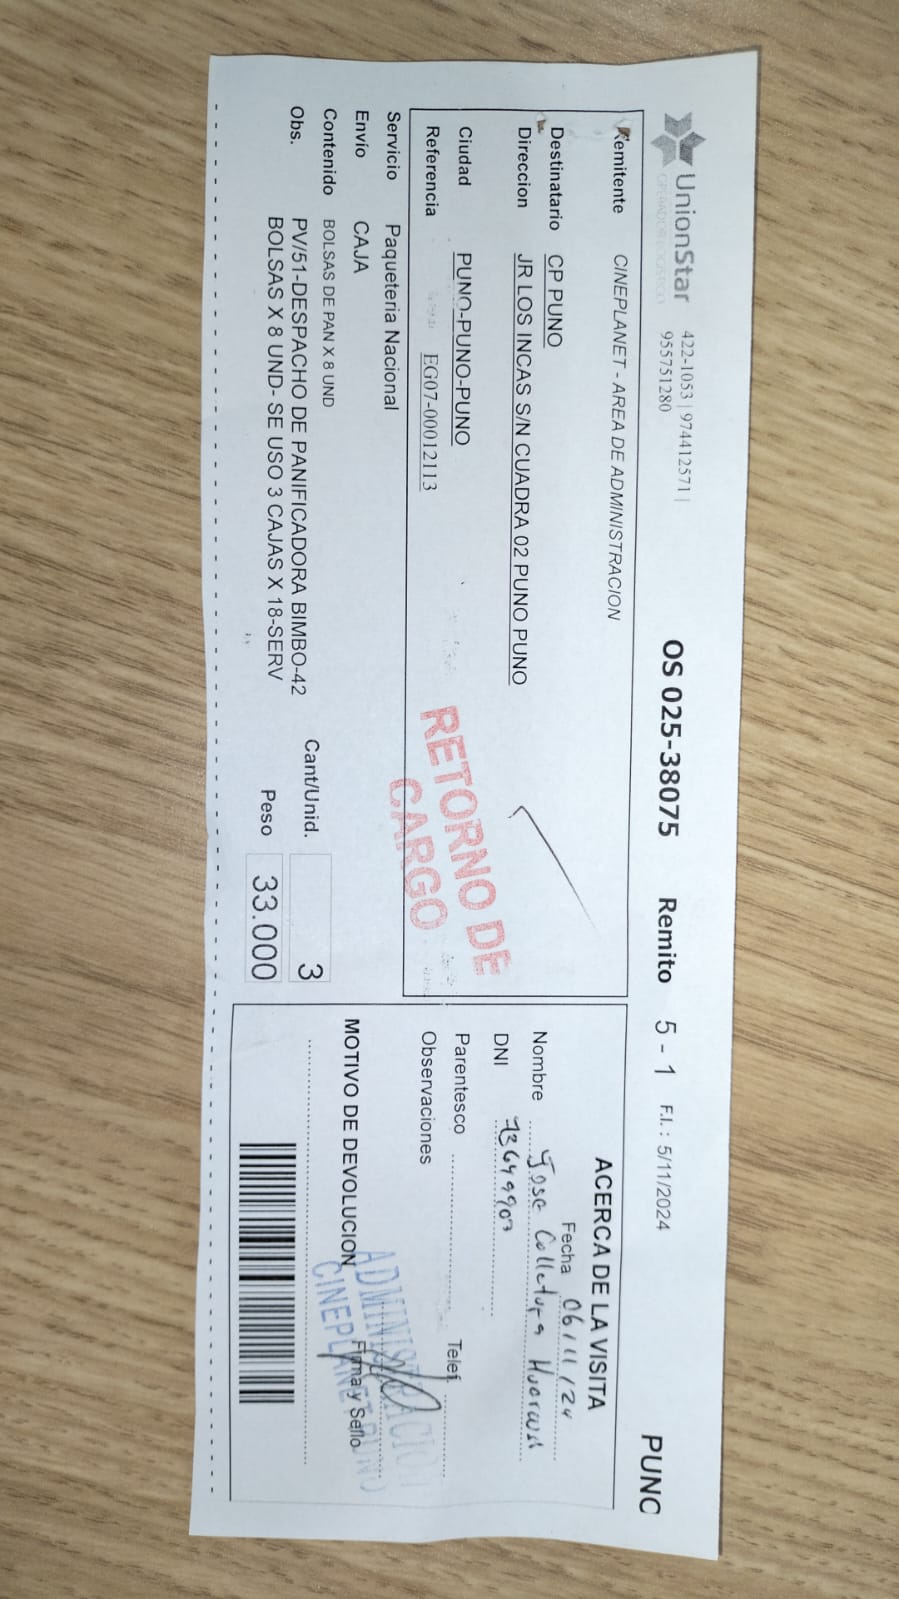 UnionStar
OPERADOR LOGISTICO
422-1053 | 974412571 |
955751280
OS 025-38075 Remito 5 - 1 F.I. : 5/11/2024 PUNC
Remitente CINEPLANET - AREA DE ADMINISTRACION
Destinatario CP PUNO
Direccion JR LOS INCAS S/N CUADRA 02 PUNO PUNO
Ciudad PUNO-PUNO-PUNO
Referencia EG07-00012113
RETORNO DE
CARGO
Servicio Paqueteria Nacional
Envío CAJA
Contenido BOLSAS DE PAN X 8 UND
Obs. PV/51-DESPACHO DE PANIFICADORA BIMBO-42
BOLSAS X 8 UND- SE USO 3 CAJAS X 18-SERV
Cant/Unid. 3
Peso 33.000
ACERCA DE LA VISITA
Fecha 06/11/24
Nombre Jose
DNI
Parentesco Telef.
Observaciones
MOTIVO DE DEVOLUCION Firma y Sello
ADMINISTRACION
CINEPLANET PUNO